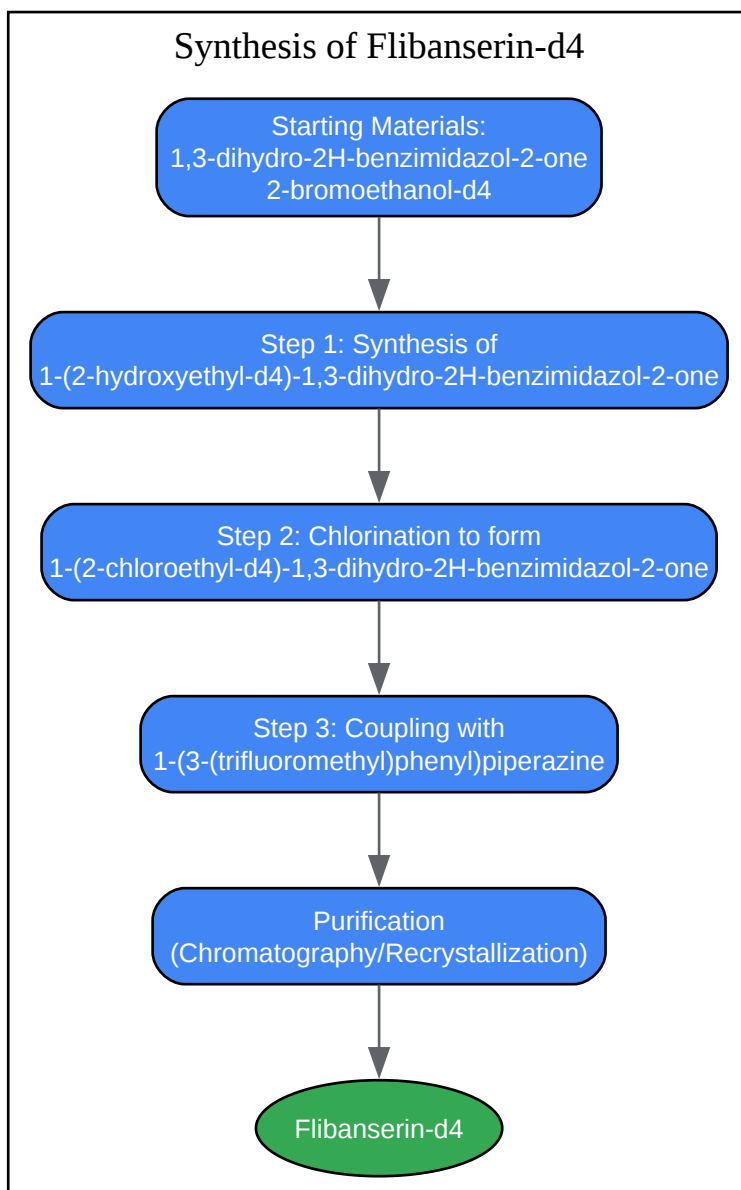 Synthesis of Flibanserin-d4
Starting Materials:
1,3-dihydro-2H-benzimidazol-2-one
2-bromoethanol-d4
Step 1: Synthesis of
1-(2-hydroxyethyl-d4)-1,3-dihydro-2H-benzimidazol-2-one
Step 2: Chlorination to form
1-(2-chloroethyl-d4)-1,3-dihydro-2H-benzimidazol-2-one
Step 3: Coupling with
1-(3-(trifluoromethyl)phenyl)piperazine
Purification
(Chromatography/Recrystallization)
Flibanserin-d4